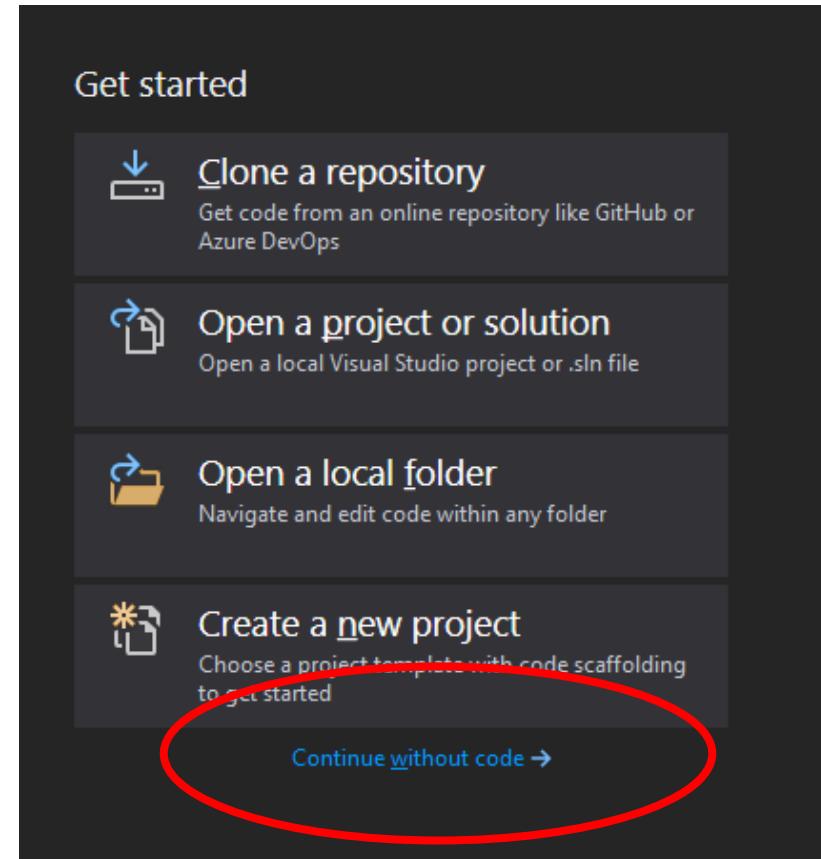 Get started
Clone a repository
Get code from an online repository like GitHub or
Azure DevOps
Open a project or solution
Open a local Visual Studio project or .sln file
Open a local folder
Navigate and edit code within any folder
Create a new project
Choose a project template with code scaffolding
to get started
Continue without code →